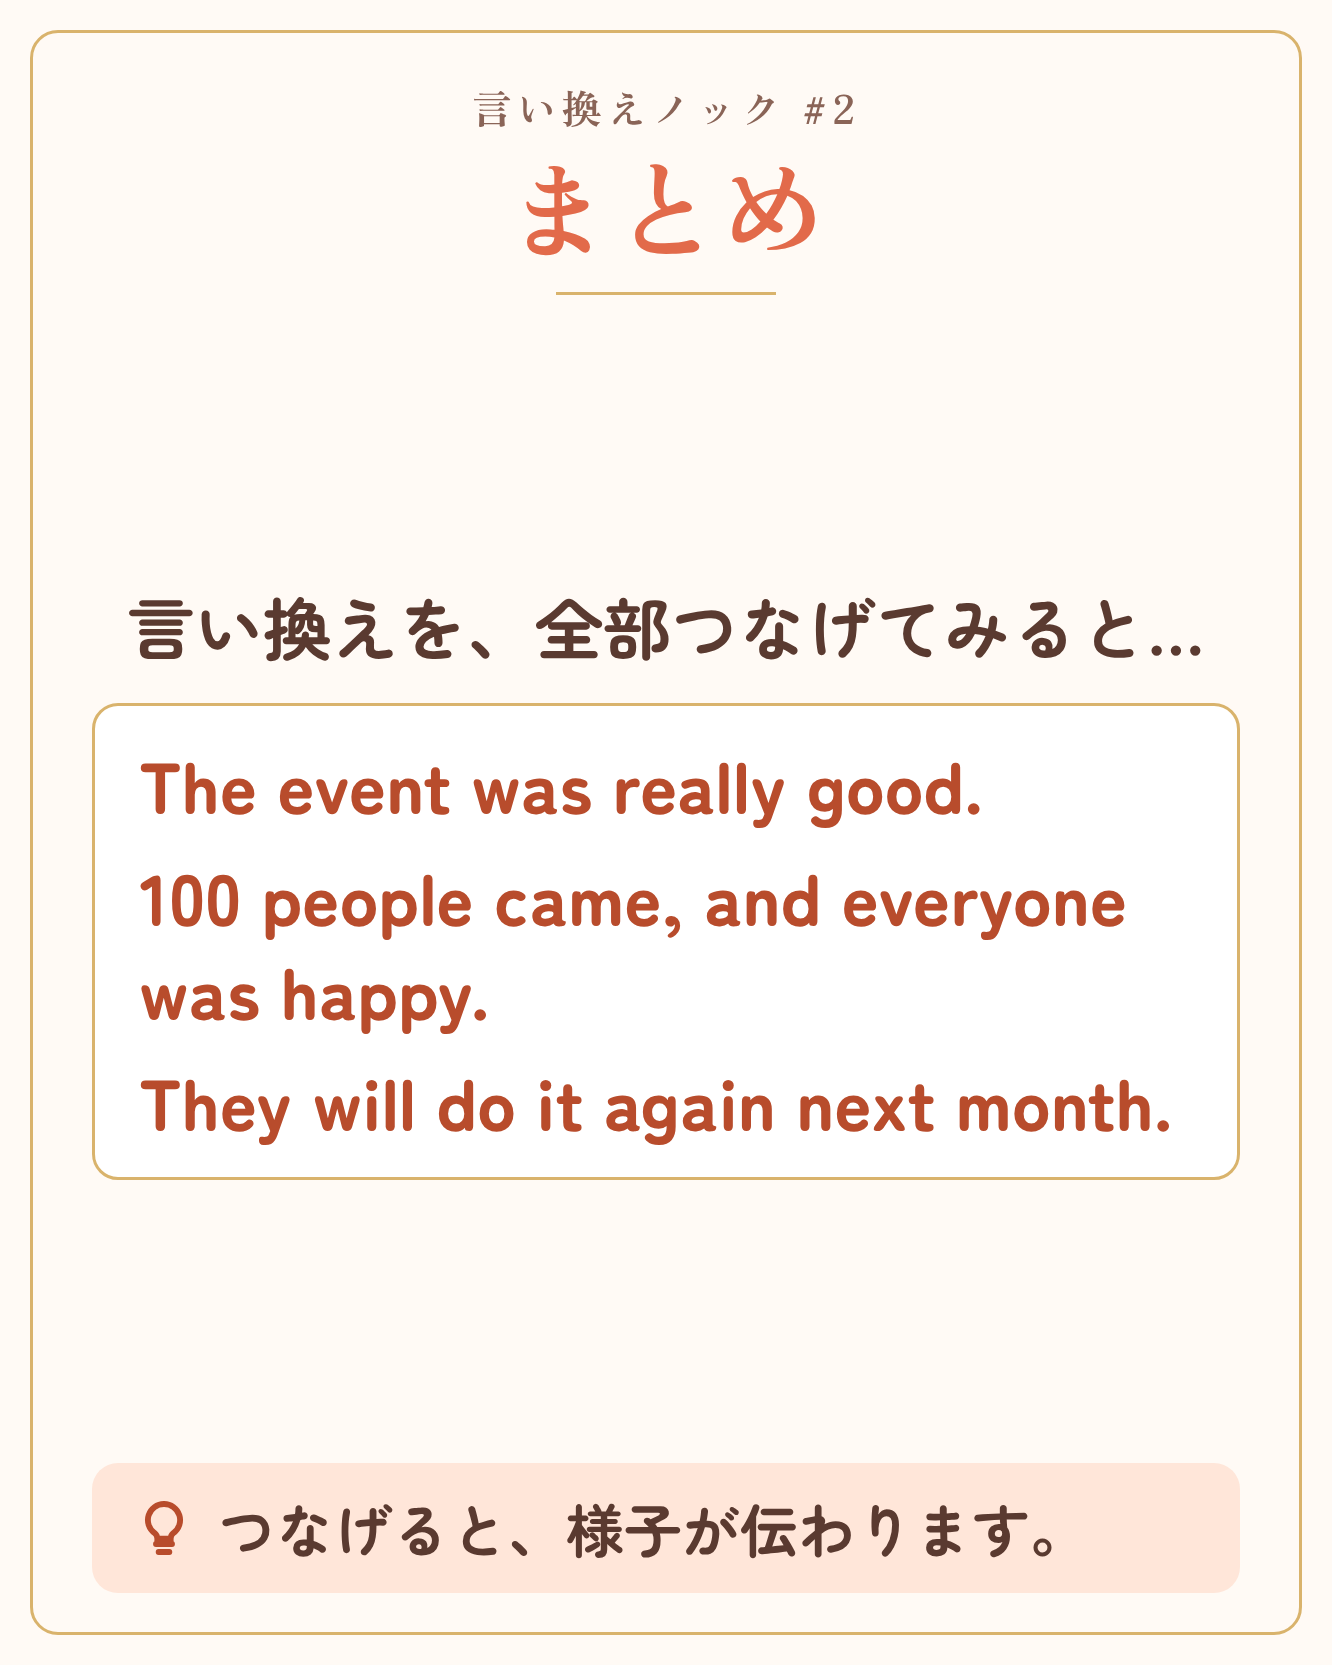 言い換えノック #2
まとめ
言い換えを、全部つなげてみると…
The event was really good.
100 people came, and everyone
was happy.
They will do it again next month.
つなげると、様子が伝わります。